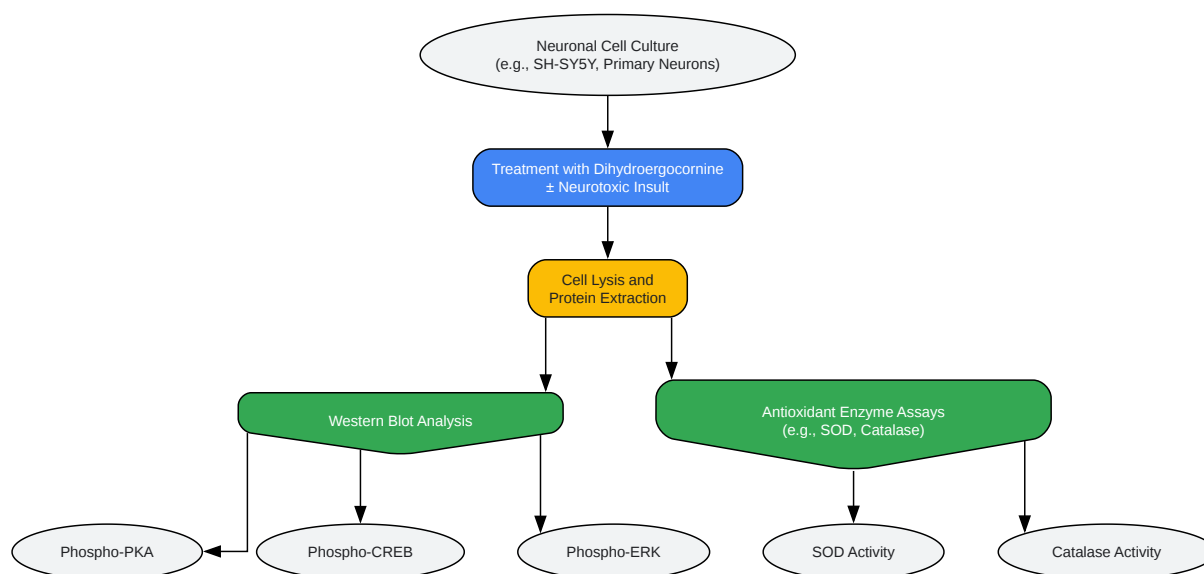 Neuronal Cell Culture
(e.g., SH-SY5Y, Primary Neurons)
Treatment with Dihydroergocornine
± Neurotoxic Insult
Cell Lysis and
Protein Extraction
Western Blot Analysis
Antioxidant Enzyme Assays
(e.g., SOD, Catalase)
Phospho-PKA
Phospho-CREB
Phospho-ERK
SOD Activity
Catalase Activity